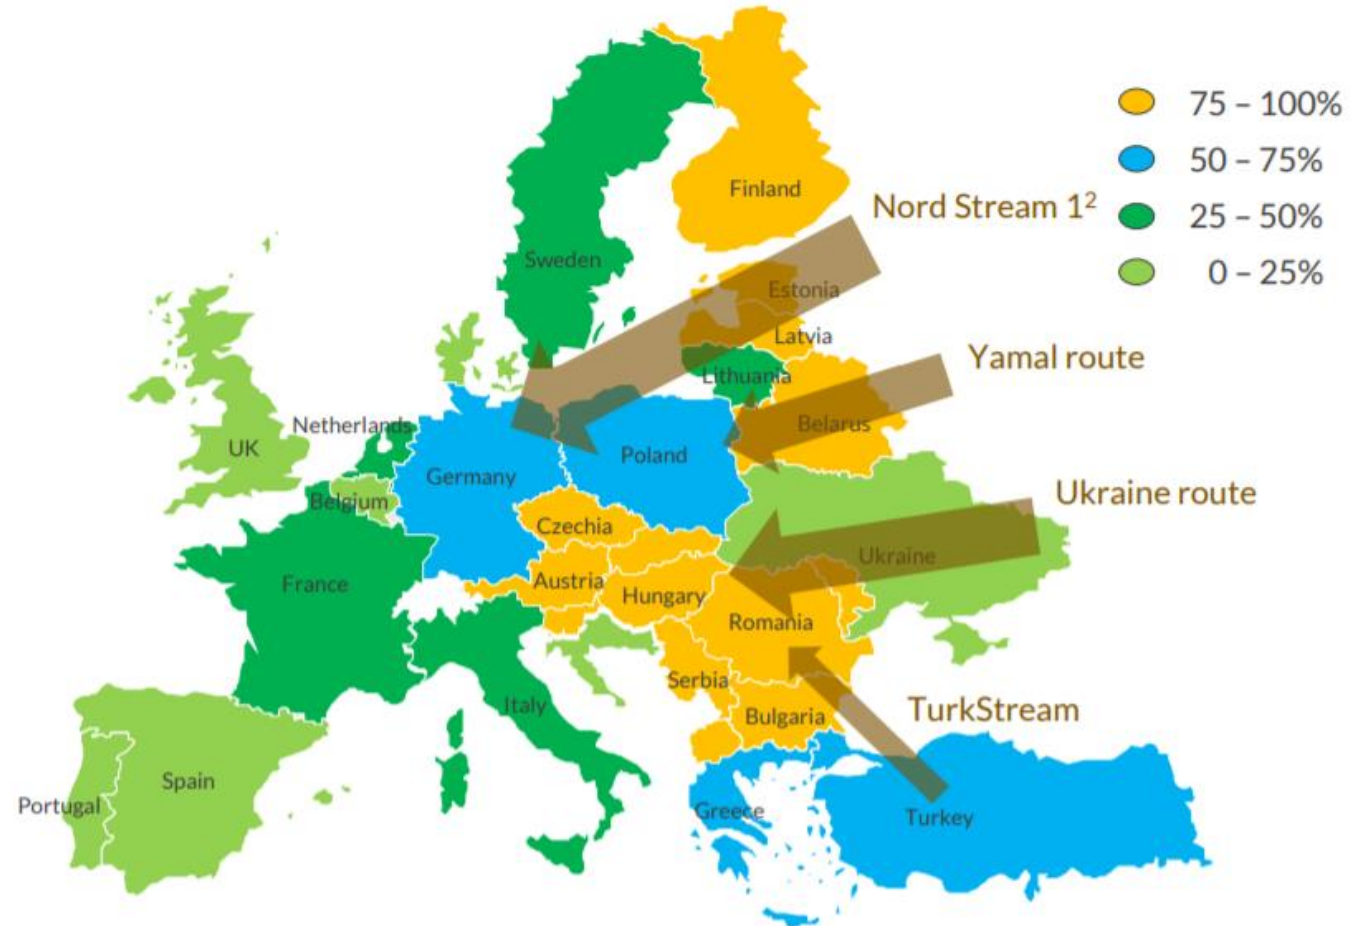 75 – 100%
50 – 75%
25 – 50%
0 – 25%
Finland
Nord Stream 1²
Sweden
Estonia
Latvia
Yamal route
Lithuania
Netherlands
Belarus
UK
Germany
Poland
Belgium
Ukraine route
Czechia
Ukraine
France
Austria
Hungary
Romania
Serbia
Italy
Bulgaria
TurkStream
Spain
Portugal
Greece
Turkey